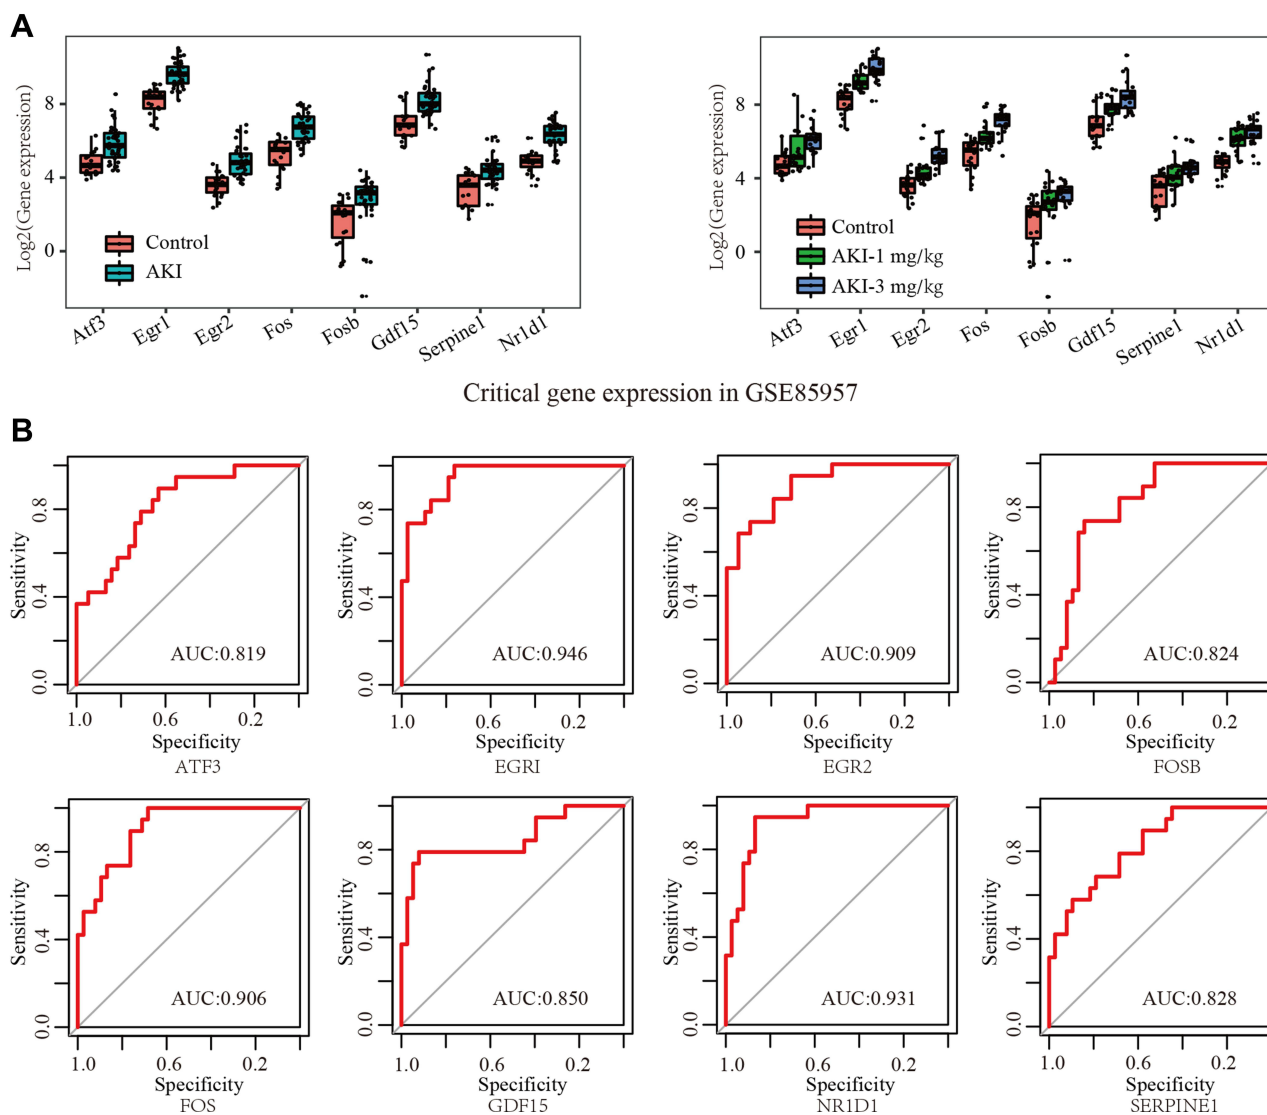 A
Log2(Gene expression)
8
4
0
Control
AKI
Atf3 Egr1 Egr2 Fos Fosb Gdf15 Serpine1 Nr1d1
Log2(Gene expression)
8
4
0
Control
AKI-1 mg/kg
AKI-3 mg/kg
Atf3 Egr1 Egr2 Fos Fosb Gdf15 Serpine1 Nr1d1
Critical gene expression in GSE85957
B
Sensitivity
0.8
0.4
0.0
AUC:0.819
1.0 0.6 0.2
Specificity
ATF3
Sensitivity
0.8
0.4
0.0
AUC:0.946
1.0 0.6 0.2
Specificity
EGRI
Sensitivity
0.8
0.4
0.0
AUC:0.909
1.0 0.6 0.2
Specificity
EGR2
Sensitivity
0.8
0.4
0.0
AUC:0.824
1.0 0.6 0.2
Specificity
FOSB
Sensitivity
0.8
0.4
0.0
AUC:0.906
1.0 0.6 0.2
Specificity
FOS
Sensitivity
0.8
0.4
0.0
AUC:0.850
1.0 0.6 0.2
Specificity
GDF15
Sensitivity
0.8
0.4
0.0
AUC:0.931
1.0 0.6 0.2
Specificity
NR1D1
Sensitivity
0.8
0.4
0.0
AUC:0.828
1.0 0.6 0.2
Specificity
SERPINE1